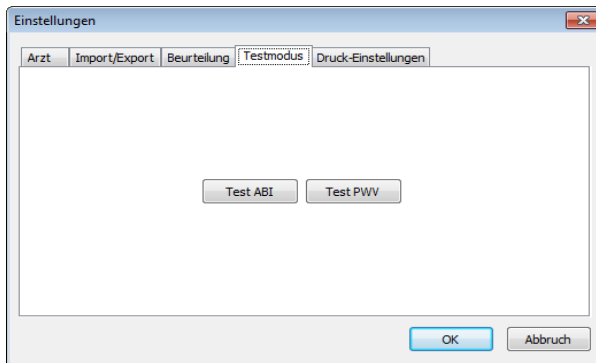 Einstellungen
Arzt Import/Export Beurteilung Testmodus Druck-Einstellungen
Test ABI Test PWV
OK Abbruch